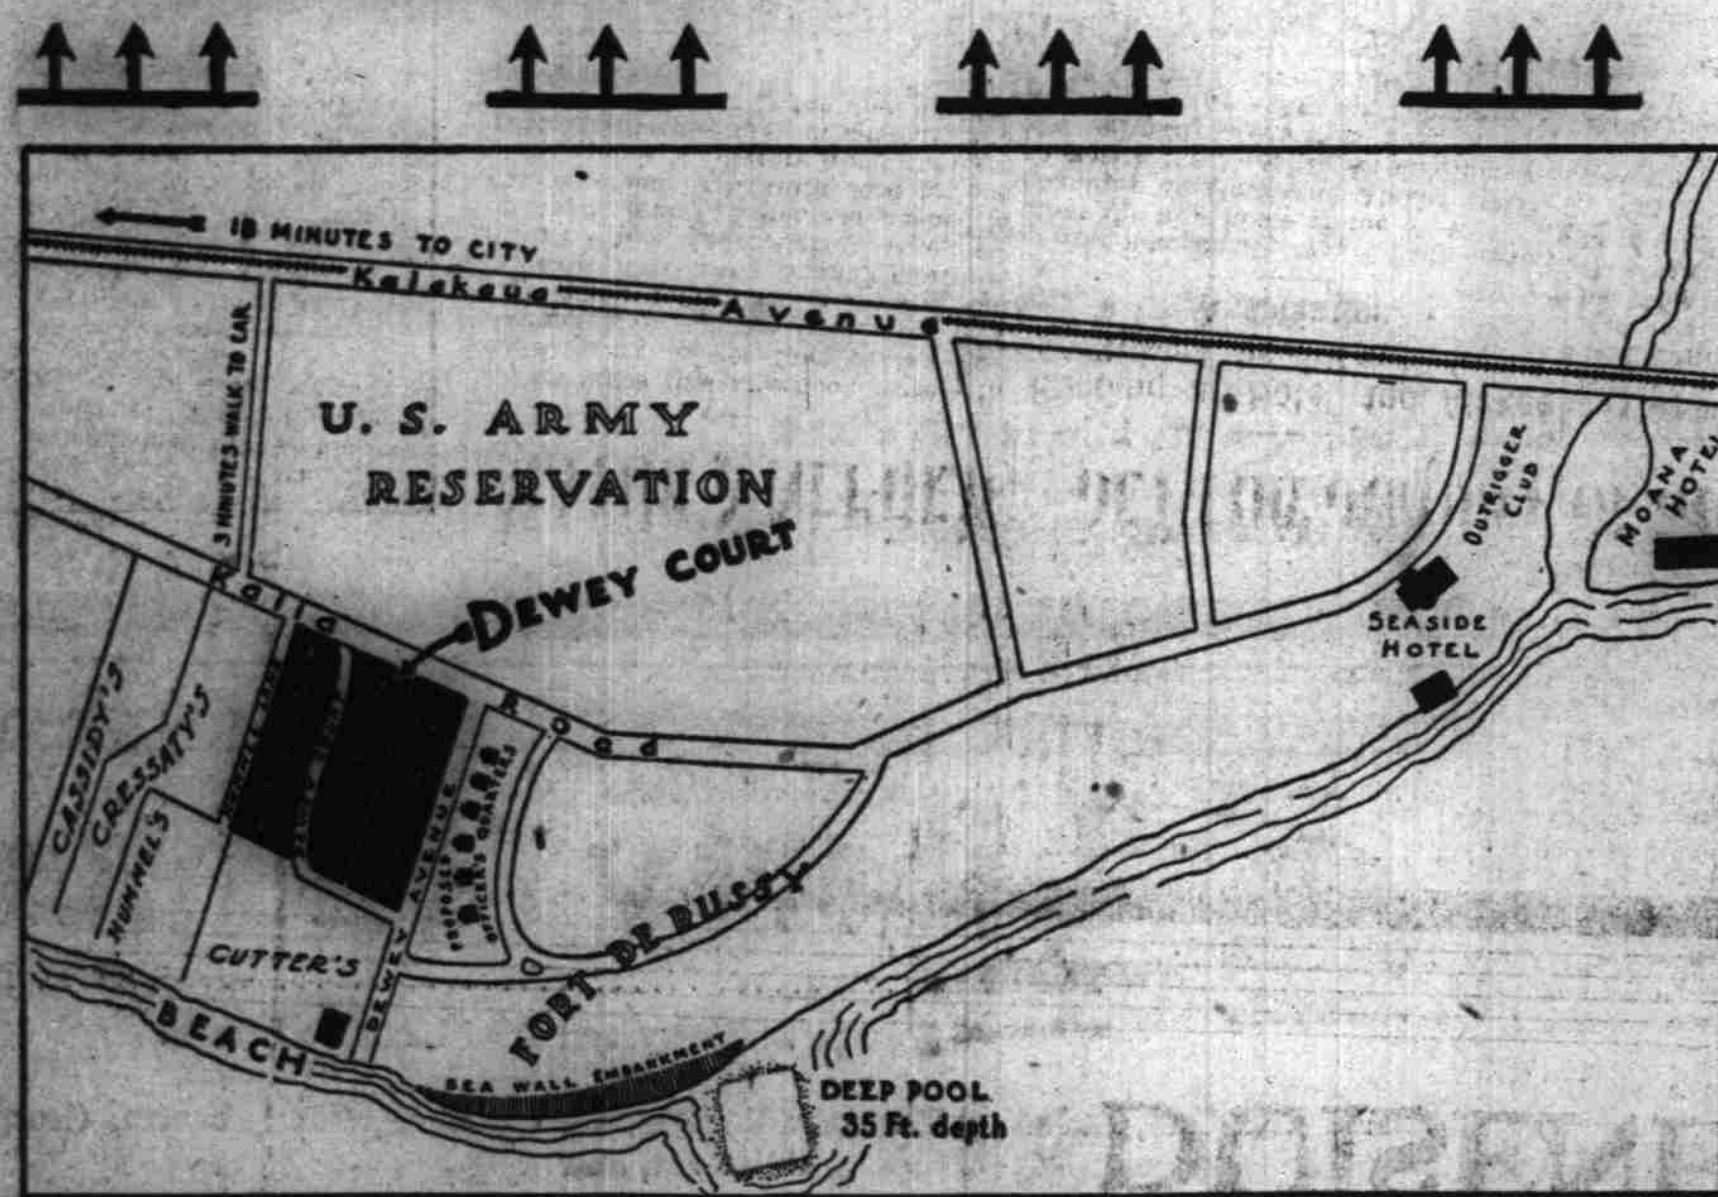 18 MINUTES TO CITY
Kalakaua Avenue
3 MINUTES WALK TO CAR
U. S. ARMY
RESERVATION
DEWEY COURT
OUTRIGGER
CLUB
MOANA
HOTEL
SEASIDE
HOTEL
Kalia Road
CASSIDY'S
CRESSATY'S
HUMMEL'S
CUTTER'S
DEWEY AVENUE
PROPOSED
OFFICERS QUARTERS
FORT DE RUSSY
BEACH
SEA WALL EMBANKMENT
DEEP POOL
35 Ft. depth